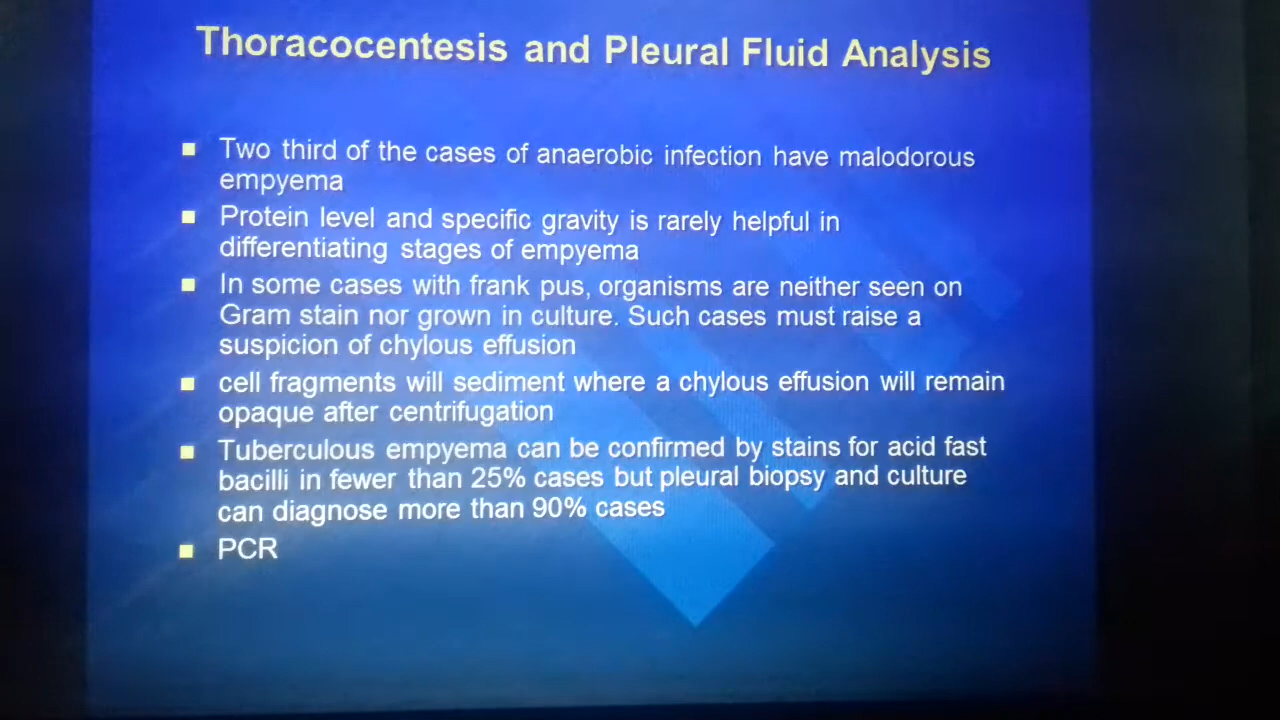 Thoracocentesis and Pleural Fluid Analysis
Two third of the cases of anaerobic infection have malodorous
empyema
Protein level and specific gravity is rarely helpful in
differentiating stages of empyema
In some cases with frank pus, organisms are neither seen on
Gram stain nor grown in culture. Such cases must raise a
suspicion of chylous effusion
cell fragments will sediment where a chylous effusion will remain
opaque after centrifugation
Tuberculous empyema can be confirmed by stains for acid fast
bacilli in fewer than 25% cases but pleural biopsy and culture
can diagnose more than 90% cases
PCR